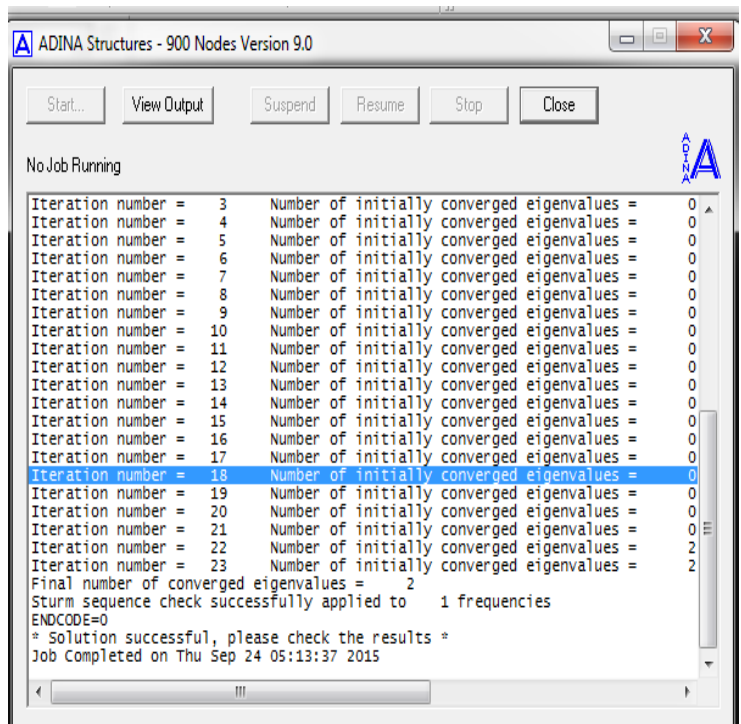 ADINA Structures - 900 Nodes Version 9.0
Start... View Output Suspend Resume Stop Close
ADINA A
No Job Running
Iteration number = 3 Number of initially converged eigenvalues = 0
Iteration number = 4 Number of initially converged eigenvalues = 0
Iteration number = 5 Number of initially converged eigenvalues = 0
Iteration number = 6 Number of initially converged eigenvalues = 0
Iteration number = 7 Number of initially converged eigenvalues = 0
Iteration number = 8 Number of initially converged eigenvalues = 0
Iteration number = 9 Number of initially converged eigenvalues = 0
Iteration number = 10 Number of initially converged eigenvalues = 0
Iteration number = 11 Number of initially converged eigenvalues = 0
Iteration number = 12 Number of initially converged eigenvalues = 0
Iteration number = 13 Number of initially converged eigenvalues = 0
Iteration number = 14 Number of initially converged eigenvalues = 0
Iteration number = 15 Number of initially converged eigenvalues = 0
Iteration number = 16 Number of initially converged eigenvalues = 0
Iteration number = 17 Number of initially converged eigenvalues = 0
Iteration number = 18 Number of initially converged eigenvalues = 0
Iteration number = 19 Number of initially converged eigenvalues = 0
Iteration number = 20 Number of initially converged eigenvalues = 0
Iteration number = 21 Number of initially converged eigenvalues = 0
Iteration number = 22 Number of initially converged eigenvalues = 2
Iteration number = 23 Number of initially converged eigenvalues = 2
Final number of converged eigenvalues = 2
Sturm sequence check successfully applied to 1 frequencies
ENDCODE=0
* Solution successful, please check the results *
Job Completed on Thu Sep 24 05:13:37 2015